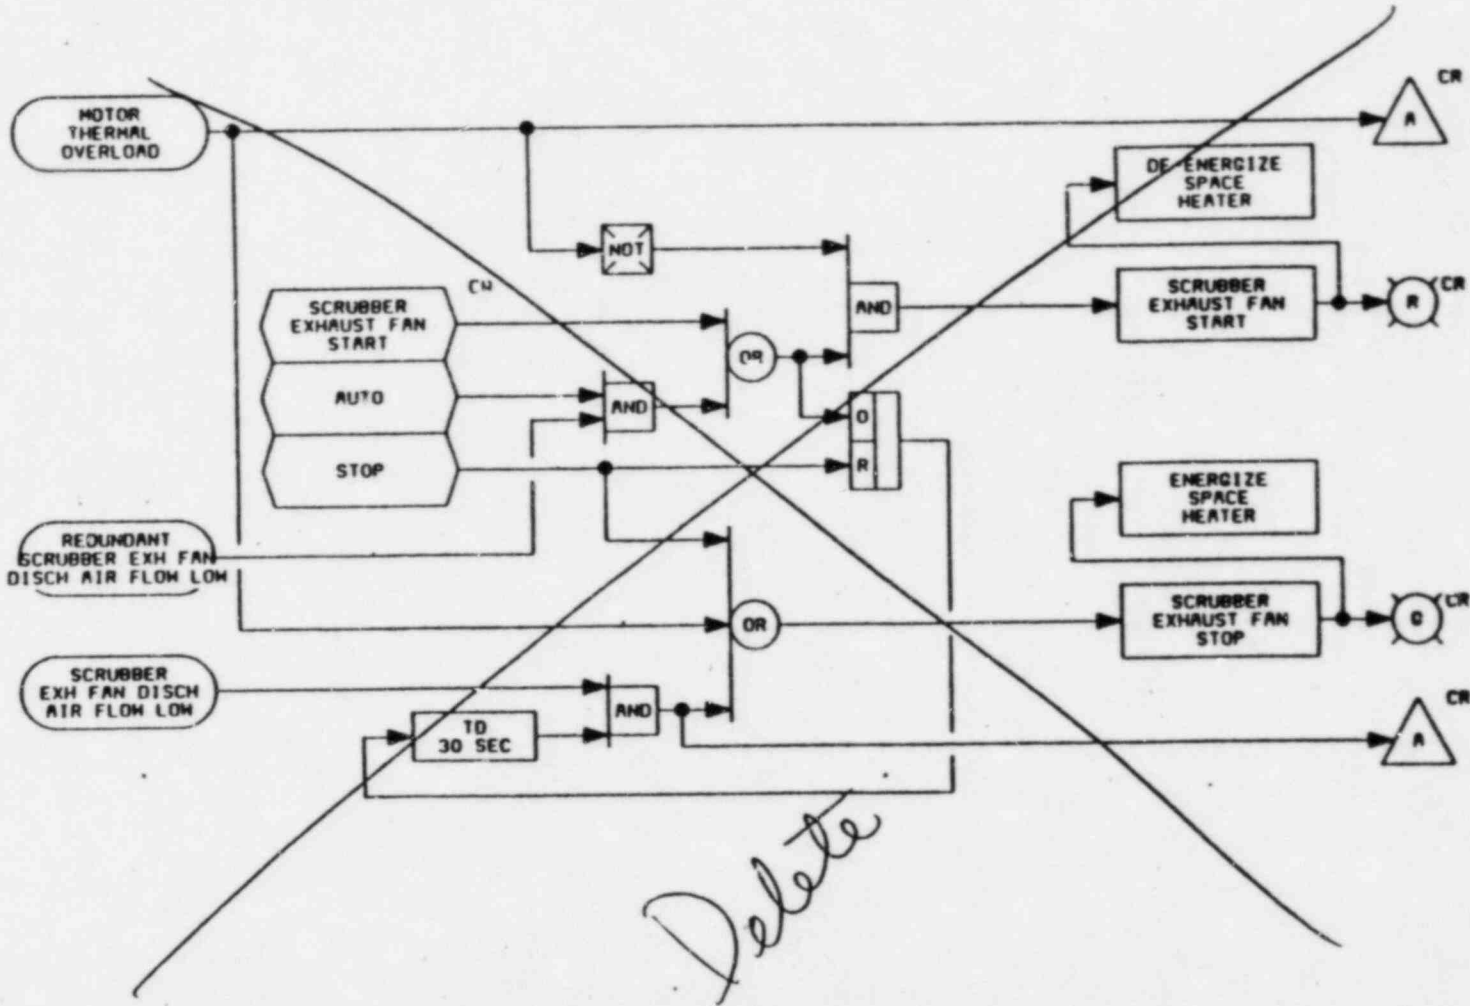 CR
MOTOR
THERMAL
OVERLOAD
A
DE-ENERGIZE
SPACE
HEATER
NOT
CR
SCRUBBER
EXHAUST FAN
START
AND
SCRUBBER
EXHAUST FAN
START
R
OR
AUTO
AND
O
STOP
R
ENERGIZE
SPACE
HEATER
REDUNDANT
SCRUBBER EXH FAN
DISCH AIR FLOW LOW
SCRUBBER
EXHAUST FAN
STOP
CR
G
OR
SCRUBBER
EXH FAN DISCH
AIR FLOW LOW
AND
CR
TD
30 SEC
A
Delete